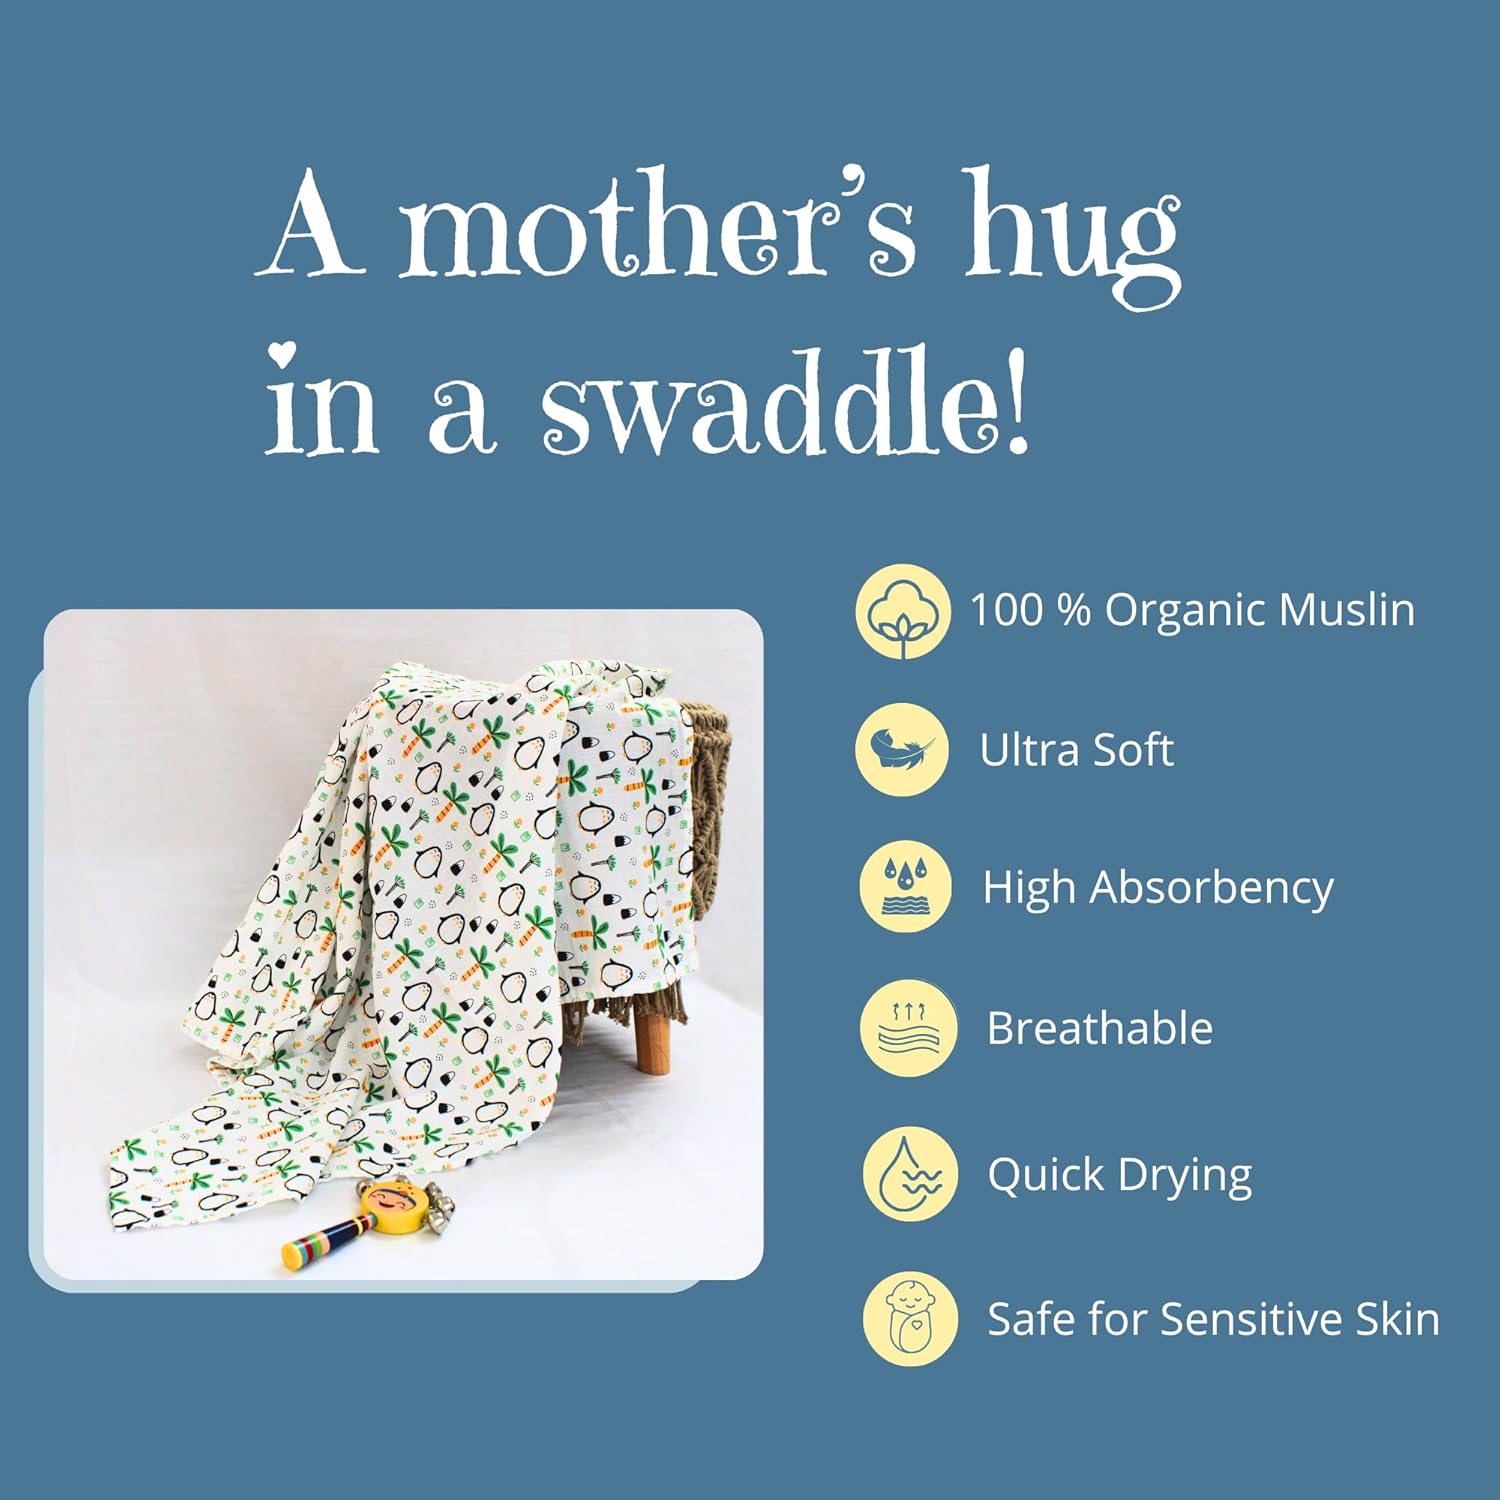 A mother's hug
in a swaddle!
100 % Organic Muslin
Ultra Soft
High Absorbency
Breathable
Quick Drying
Safe for Sensitive Skin